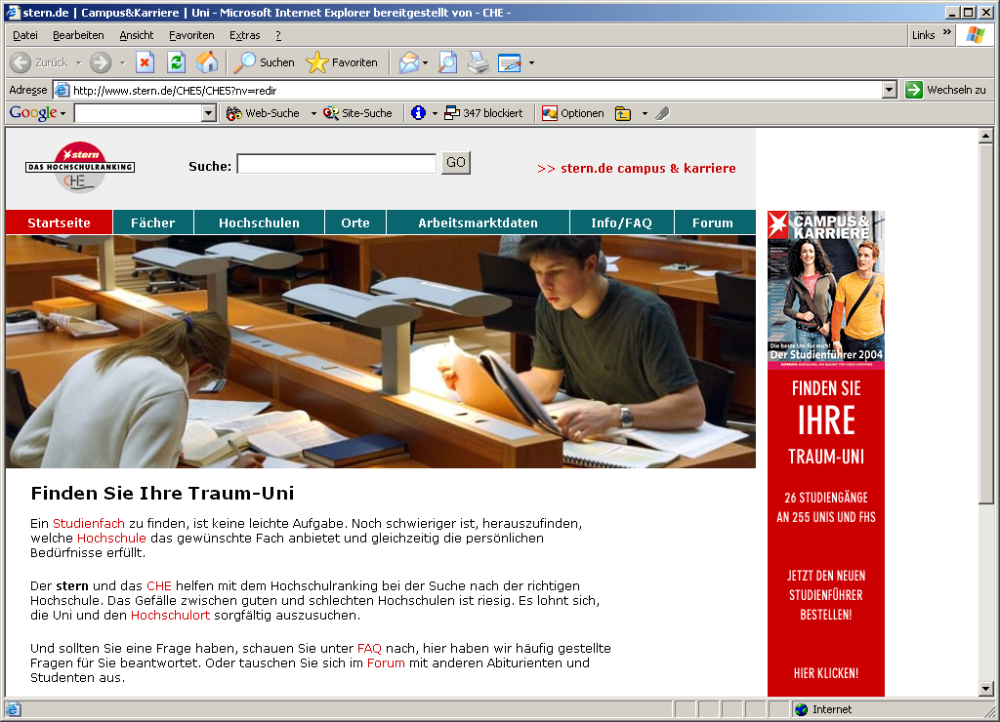 stern.de | Campus&Karriere | Uni - Microsoft Internet Explorer bereitgestellt von - CHE -
Datei Bearbeiten Ansicht Favoriten Extras ? Links »
Zurück Suchen Favoriten
Adresse http://www.stern.de/CHE5/CHE5?nv=redir Wechseln zu
Google Web-Suche Site-Suche 347 blockiert Optionen
stern
DAS HOCHSCHULRANKING
CHE
Suche: GO
>> stern.de campus & karriere
Startseite Fächer Hochschulen Orte Arbeitsmarktdaten Info/FAQ Forum
Finden Sie Ihre Traum-Uni
Ein Studienfach zu finden, ist keine leichte Aufgabe. Noch schwieriger ist, herauszufinden,
welche Hochschule das gewünschte Fach anbietet und gleichzeitig die persönlichen
Bedürfnisse erfüllt.
Der stern und das CHE helfen mit dem Hochschulranking bei der Suche nach der richtigen
Hochschule. Das Gefälle zwischen guten und schlechten Hochschulen ist riesig. Es lohnt sich,
die Uni und den Hochschulort sorgfältig auszusuchen.
Und sollten Sie eine Frage haben, schauen Sie unter FAQ nach, hier haben wir häufig gestellte
Fragen für Sie beantwortet. Oder tauschen Sie sich im Forum mit anderen Abiturienten und
Studenten aus.
CAMPUS &
KARRIERE
Die beste Uni für mich!
Der Studienführer 2004
FINDEN SIE
IHRE
TRAUM-UNI
26 STUDIENGÄNGE
AN 255 UNIS UND FHS
JETZT DEN NEUEN
STUDIENFÜHRER
BESTELLEN!
HIER KLICKEN!
Internet